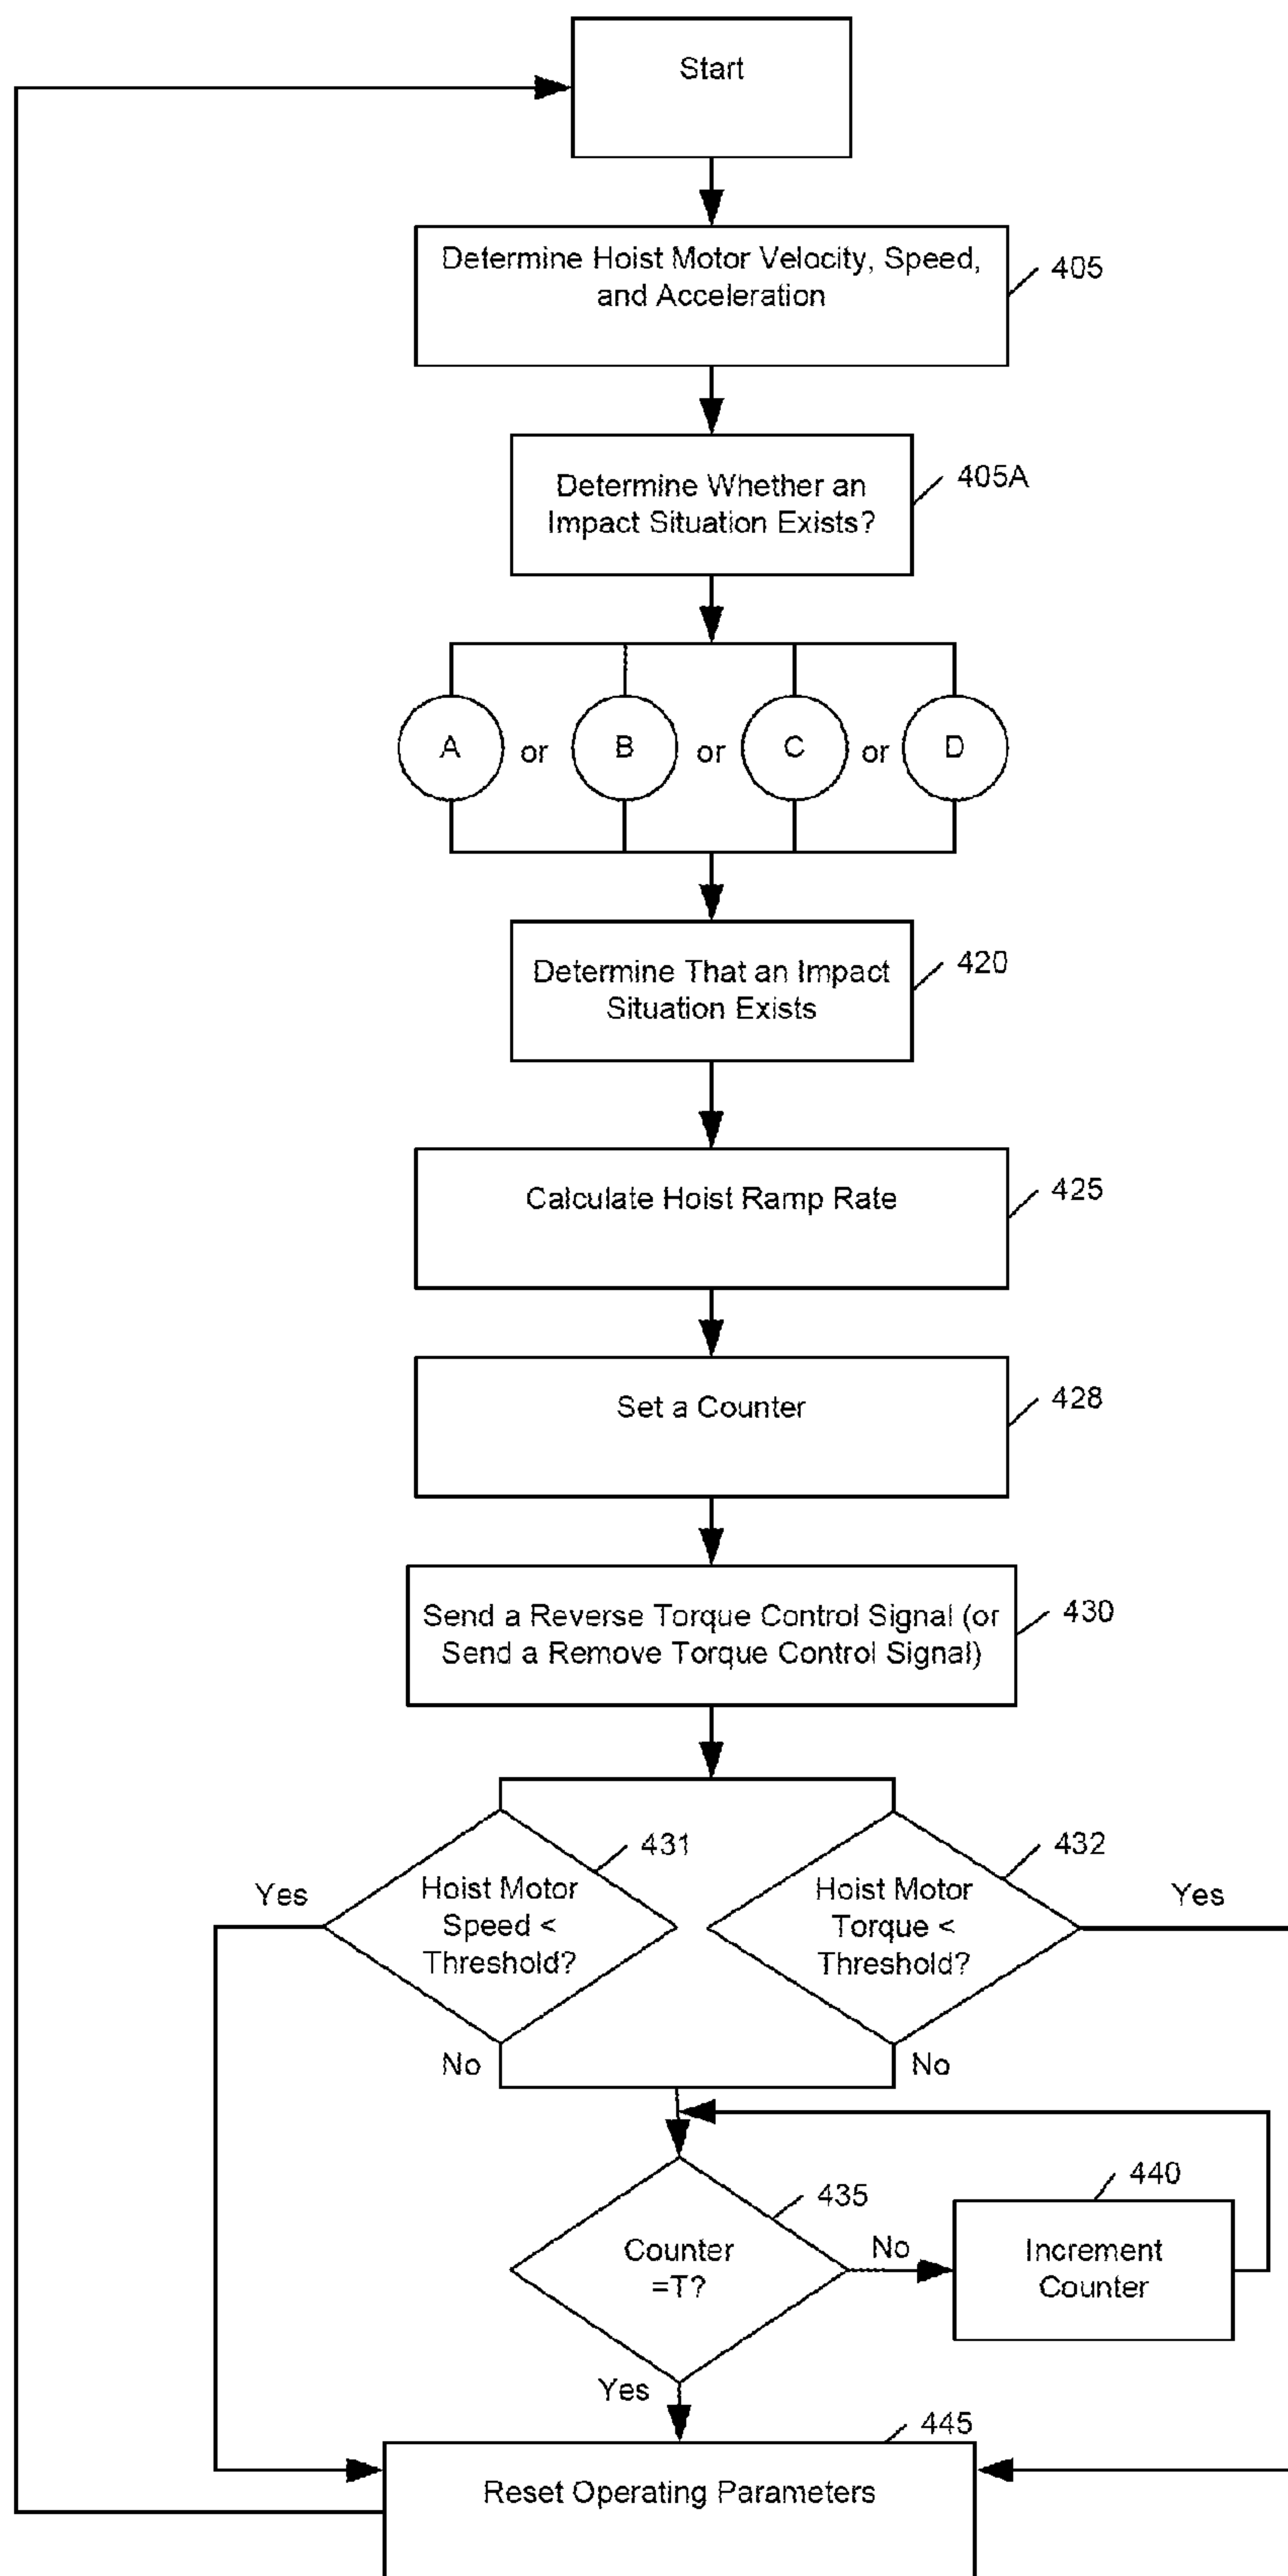 Start
Determine Hoist Motor Velocity, Speed,
and Acceleration
405
Determine Whether an
Impact Situation Exists?
405A
A or B or C or D
Determine That an Impact
Situation Exists
420
Calculate Hoist Ramp Rate
425
Set a Counter
428
Send a Reverse Torque Control Signal (or
Send a Remove Torque Control Signal)
430
431
432
Yes
Hoist Motor
Speed <
Threshold?
Hoist Motor
Torque <
Threshold?
Yes
No
No
435
440
Counter
=T?
No
Increment
Counter
Yes
445
Reset Operating Parameters